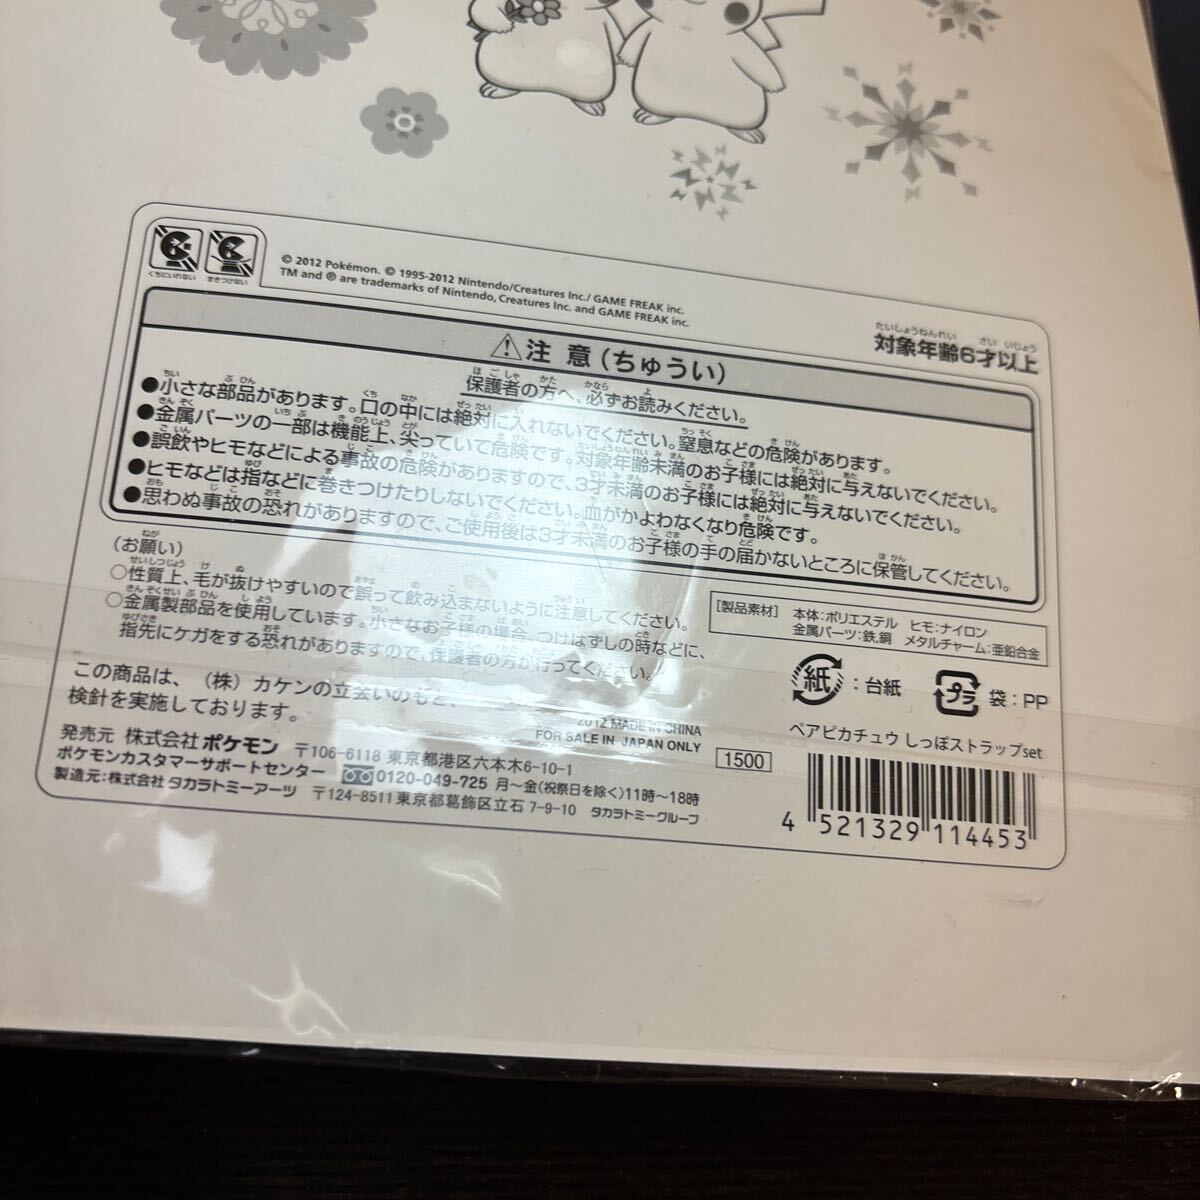 くちにいれない まきつけない
© 2012 Pokémon. © 1995-2012 Nintendo/Creatures Inc./ GAME FREAK inc.
TM and ® are trademarks of Nintendo, Creatures Inc. and GAME FREAK inc.
たいしょうねんれい さい いじょう
対象年齢6才以上
⚠注意(ちゅうい)
保護者の方へ、必ずお読みください。
●小さな部品があります。口の中には絶対に入れないでください。窒息などの危険があります。
●金属パーツの一部は機能上、尖っていて危険です。対象年齢未満のお子様には絶対に与えないでください。
●誤飲やヒモなどによる事故の危険がありますので、3才未満のお子様には絶対に与えないでください。
●ヒモなどは指などに巻きつけたりしないでください。血がかよわなくなり危険です。
●思わぬ事故の恐れがありますので、ご使用後は3才未満のお子様の手の届かないところに保管してください。
(お願い)
○性質上、毛が抜けやすいので誤って飲み込まないように注意してください。
○金属製部品を使用しています。小さなお子様の場合、つけはずしの時などに、
指先にケガをする恐れがありますので、保護者の方が行ってください。
[製品素材] 本体:ポリエステル ヒモ:ナイロン
金属パーツ:鉄,銅 メタルチャーム:亜鉛合金
紙:台紙 プラ 袋:PP
この商品は、(株)カケンの立会いのもと、
検針を実施しております。
2012 MADE IN CHINA
FOR SALE IN JAPAN ONLY
1500
ペアピカチュウ しっぽストラップset
発売元 株式会社 ポケモン 〒106-6118 東京都港区六本木6-10-1
ポケモンカスタマーサポートセンター 0120-049-725 月～金(祝祭日を除く)11時～18時
製造元:株式会社 タカラトミーアーツ 〒124-8511 東京都葛飾区立石 7-9-10 タカラトミーグループ
4 521329 114453